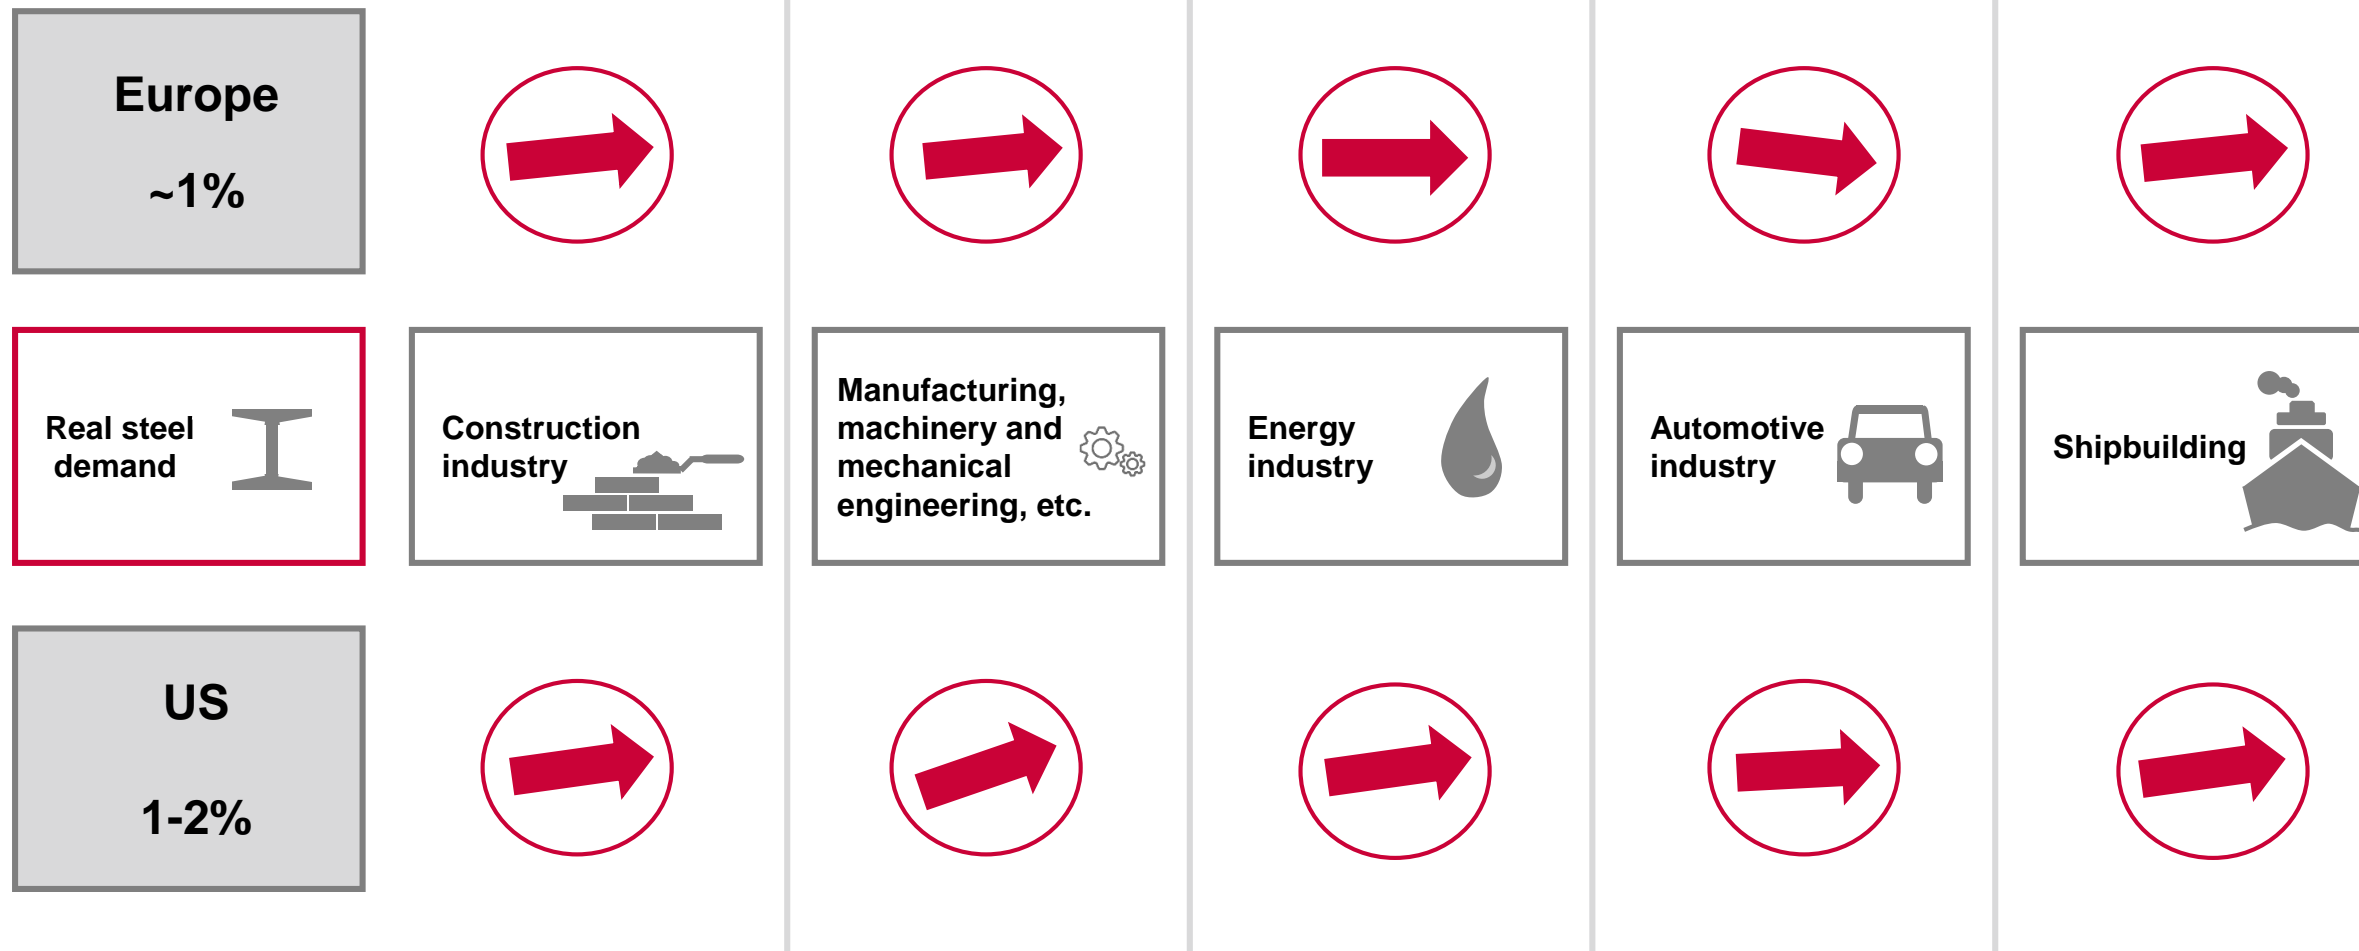 Europe
~1%
Real steel
demand
Construction
industry
Manufacturing,
machinery and
mechanical
engineering, etc.
Energy
industry
Automotive
industry
Shipbuilding
US
1-2%